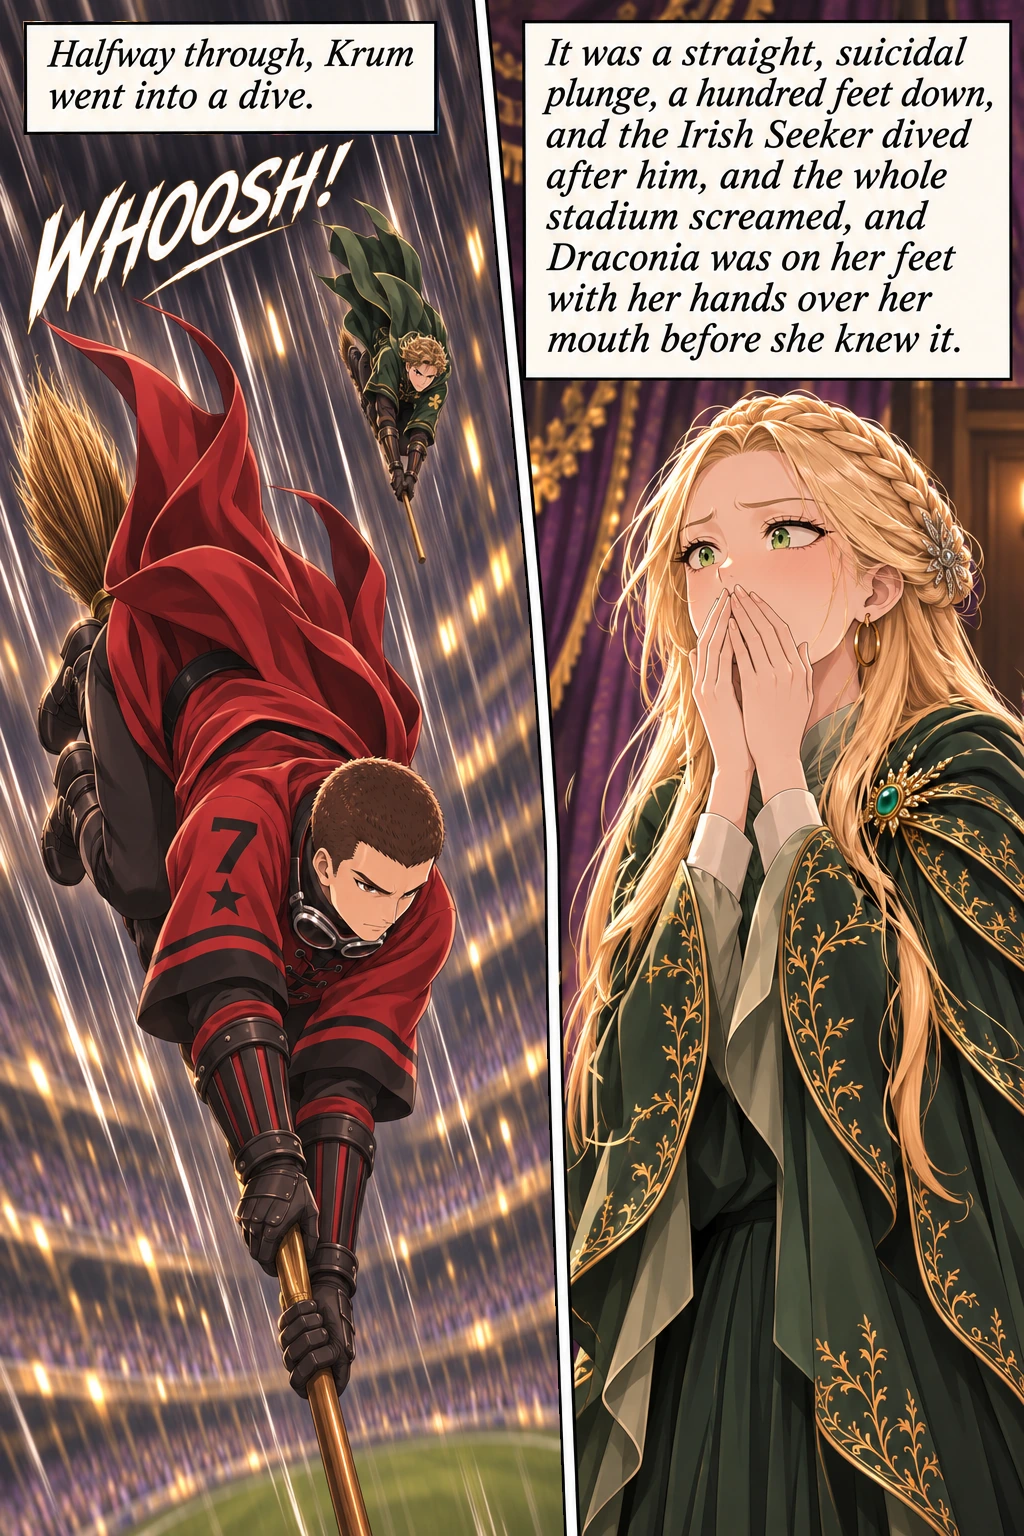 Halfway through, Krum
went into a dive.
WHOOSH!
7
It was a straight, suicidal
plunge, a hundred feet down,
and the Irish Seeker dived
after him, and the whole
stadium screamed, and
Draconia was on her feet
with her hands over her
mouth before she knew it.